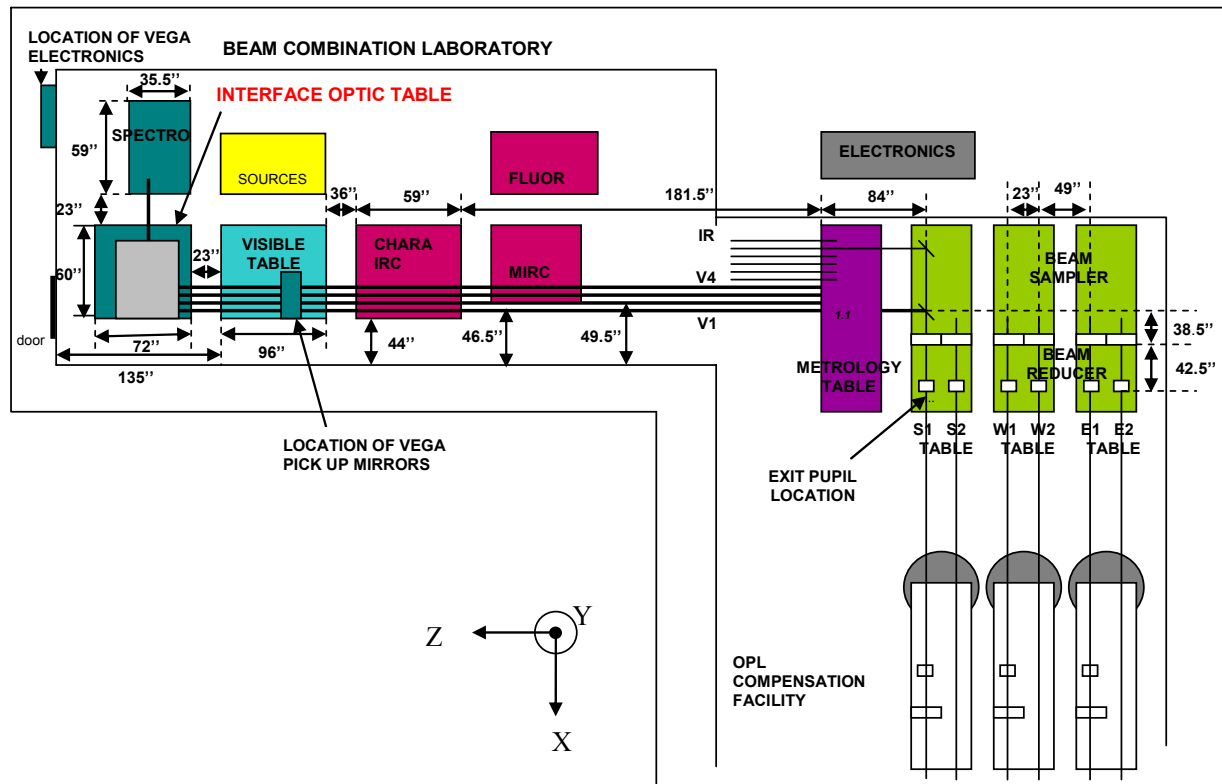 LOCATION OF VEGA
ELECTRONICS
BEAM COMBINATION LABORATORY
35.5’’
INTERFACE OPTIC TABLE
SPECTRO
59’’
SOURCES
FLUOR
ELECTRONICS
36’’
59’’
181.5’’
84’’
23’’
49’’
23’’
IR
23’’
VISIBLE
TABLE
CHARA
IRC
MIRC
BEAM
SAMPLER
60’’
V4
1.1
V1
38.5’’
door
72’’
96’’
44’’
46.5’’
49.5’’
METROLOGY
TABLE
BEAM
REDUCER
42.5’’
135’’
LOCATION OF VEGA
PICK UP MIRRORS
S1 S2 W1 W2 E1 E2
TABLE TABLE TABLE
EXIT PUPIL
LOCATION
Y
Z
X
OPL
COMPENSATION
FACILITY